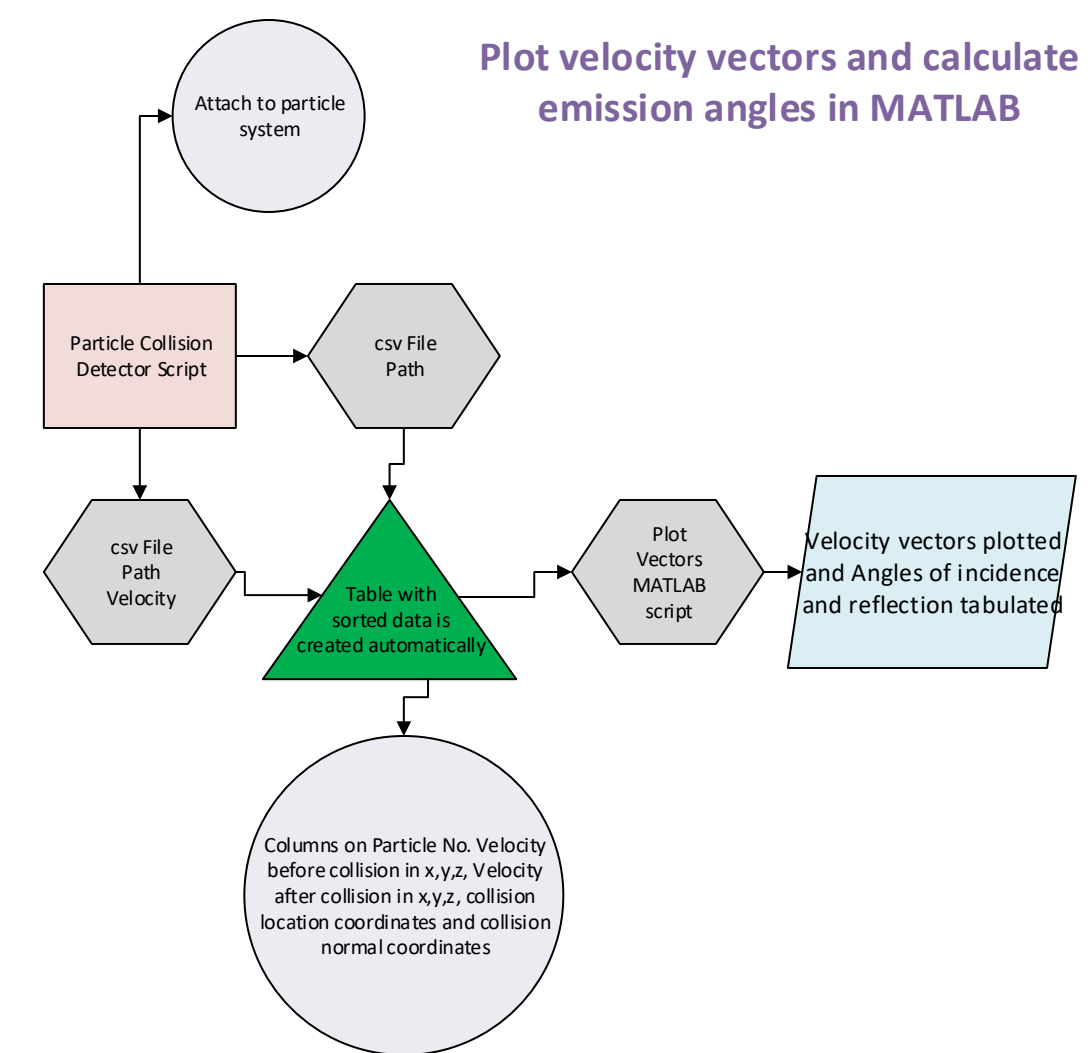 Plot velocity vectors and calculate
emission angles in MATLAB
Attach to particle
system
Particle Collision
Detector Script
csv File
Path
csv File
Path
Velocity
Table with
sorted data is
created automatically
Plot
Vectors
MATLAB
script
Velocity vectors plotted
and Angles of incidence
and reflection tabulated
Columns on Particle No. Velocity
before collision in x,y,z, Velocity
after collision in x,y,z, collision
location coordinates and collision
normal coordinates